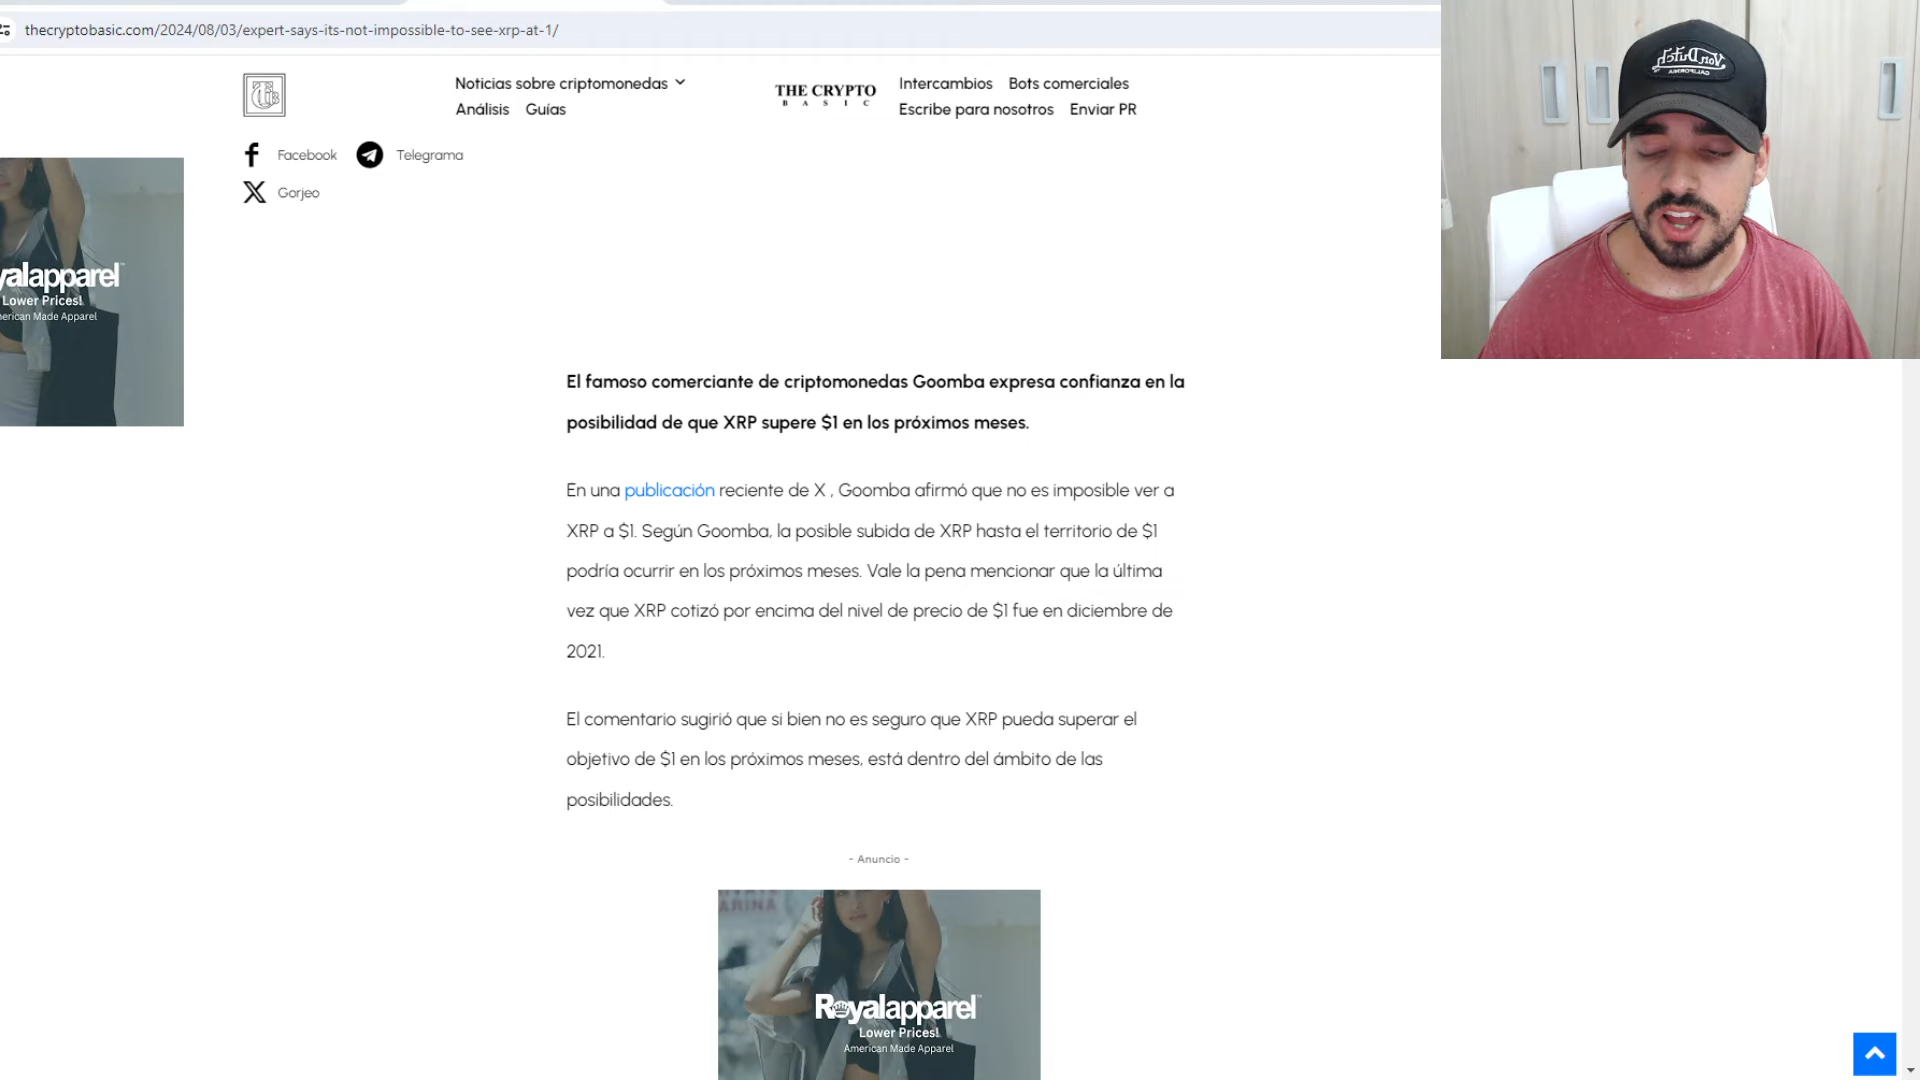 thecryptobasic.com/2024/08/03/expert-says-its-not-impossible-to-see-xrp-at-1/
Noticias sobre criptomonedas
Análisis Guías
THE CRYPTO
BASIC
Intercambios Bots comerciales
Escribe para nosotros Enviar PR
Facebook Telegrama
Gorjeo
yalapparel
Lower Prices!
erican Made Apparel
Von Dutch
CALIFORNIA
El famoso comerciante de criptomonedas Goomba expresa confianza en la
posibilidad de que XRP supere $1 en los próximos meses.
En una publicación reciente de X , Goomba afirmó que no es imposible ver a
XRP a $1. Según Goomba, la posible subida de XRP hasta el territorio de $1
podría ocurrir en los próximos meses. Vale la pena mencionar que la última
vez que XRP cotizó por encima del nivel de precio de $1 fue en diciembre de
2021.
El comentario sugirió que si bien no es seguro que XRP pueda superar el
objetivo de $1 en los próximos meses, está dentro del ámbito de las
posibilidades.
- Anuncio -
ARINA
Royalapparel
Lower Prices!
American Made Apparel